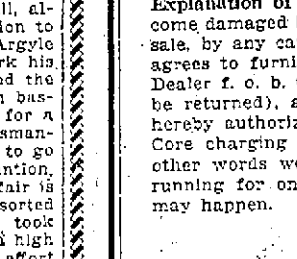 ll, al-
ion to
Argyle
rk his
d the
n bas-
for a
sman-
to go
antion,
fair is
sorted
took
high
effort
Explanation of
come damaged
sale, by any ca
agrees to furni
Dealer f. o. b.
be returned), a
hereby authoriz
Core charging
other words we
running for on
may happen.